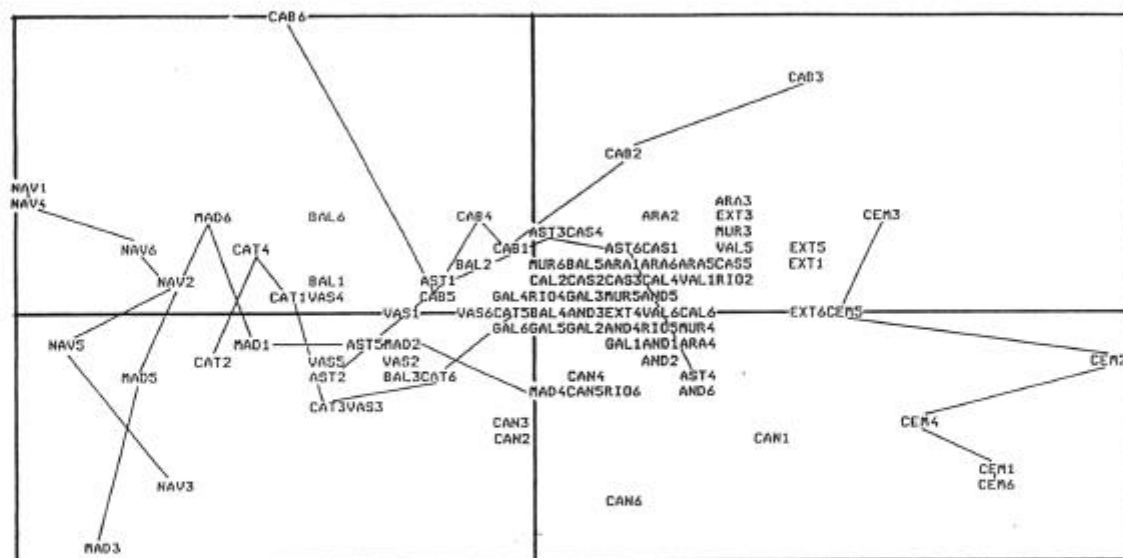 CAB6
CAB3
CAB2
NAV1
ARA3
NAV4 MAD6 BAL6 CAB4 ARA2 EXT3 CEM3
AST3CAS4 MUR3
NAV6 CAT4 CAB1 AST6CAS1 VAL5 EXT5
BAL2 MUR6BAL5ARA1ARA6ARA5CAS5 EXT1
NAV2 BAL1 AST1 CAL2CAS2CAS3CAL4VAL1RIO2
CAT1VAS4 CAB5 GAL4RIO4GAL3MUR5AND5
VAS1 VAS6CAT5BAL4AND3EXT4VAL6CAL6 EXT6CEM5
GAL6GAL5GAL2AND4RIO5MUR4
NAV5 MAD1 AST5MAD2 GAL1AND1ARA4
CAT2 VAS5 VAS2 AND2 CEM2
MAD5 AST2 BAL3CAT6 CAN4 AST4
MAD4CAN5RIO6 AND6
CAT3VAS3
CAN3 CEM4
CAN2 CAN1
CEM1
NAV3 CEM6
CAN6
MAD3